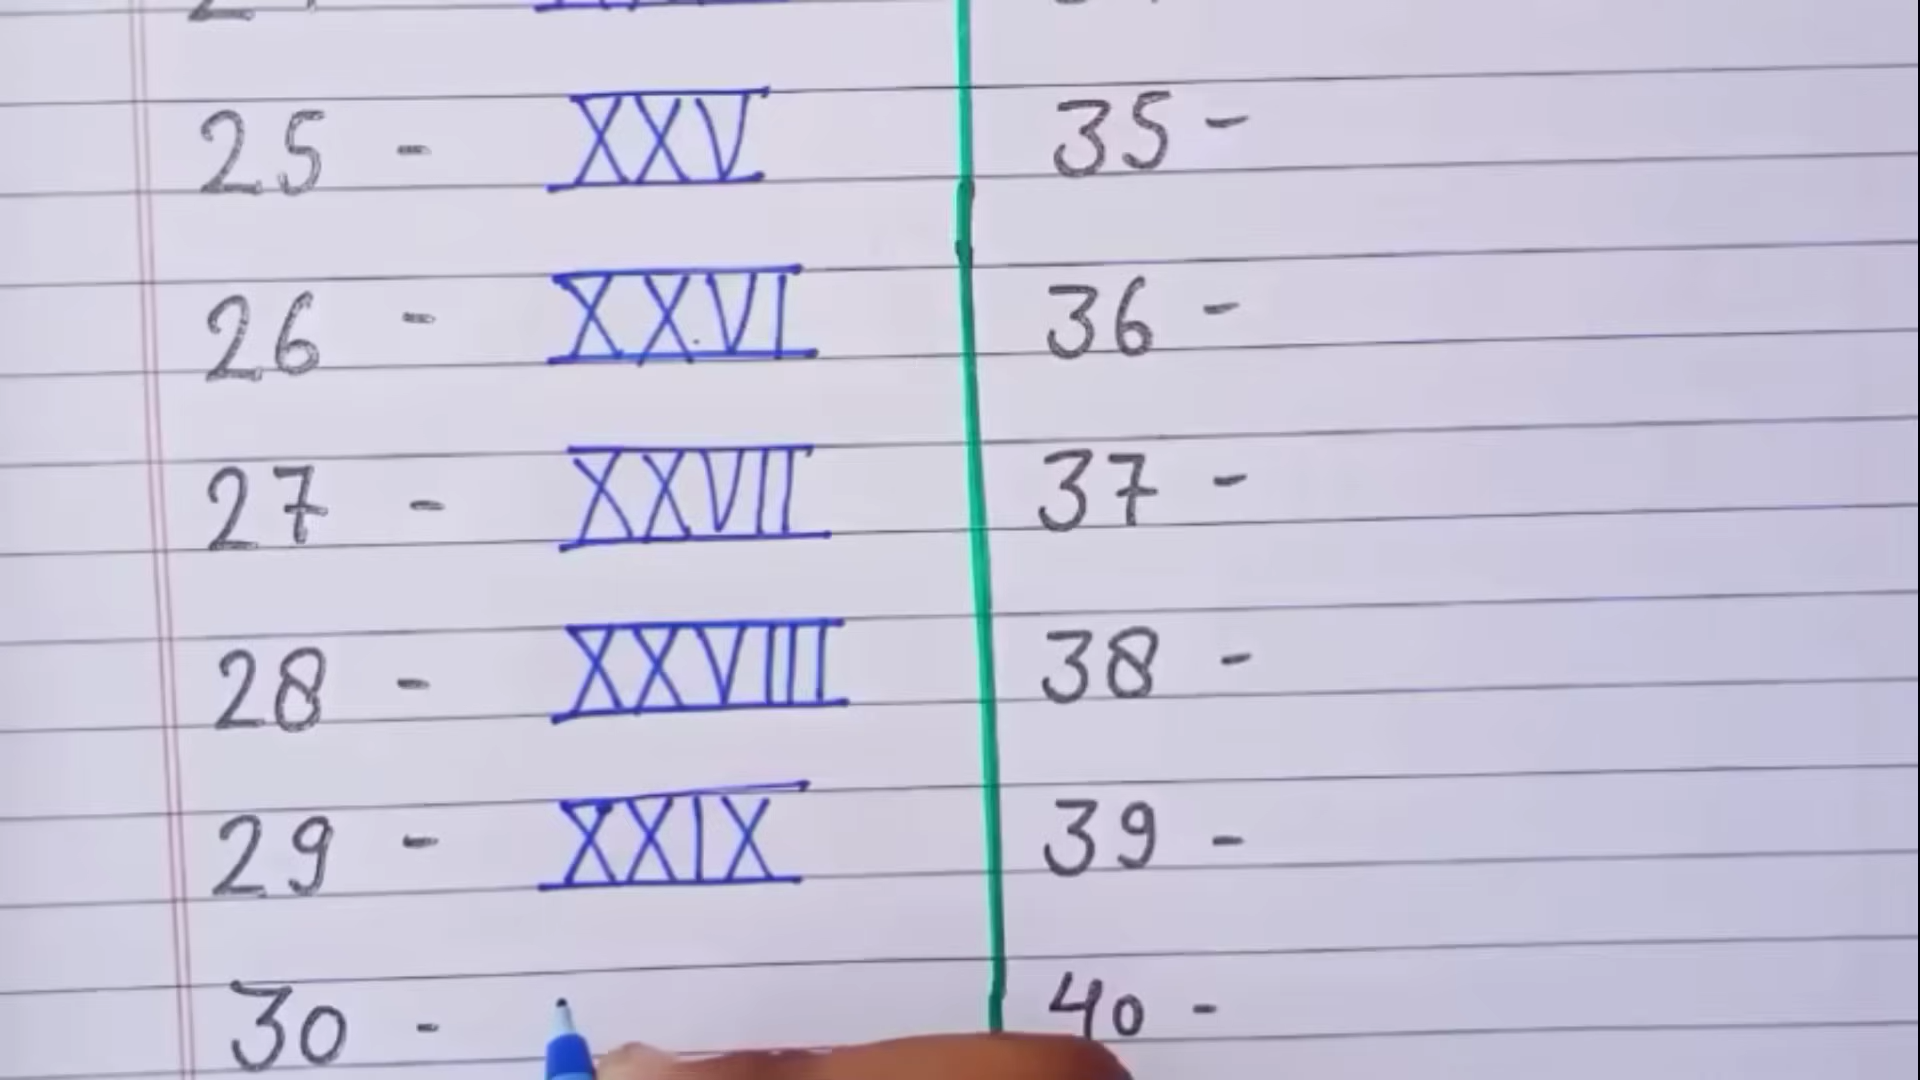 25 - XXV
26 - XXVI
27 - XXVII
28 - XXVIII
29 - XXIX
30 -
35 -
36 -
37 -
38 -
39 -
40 -